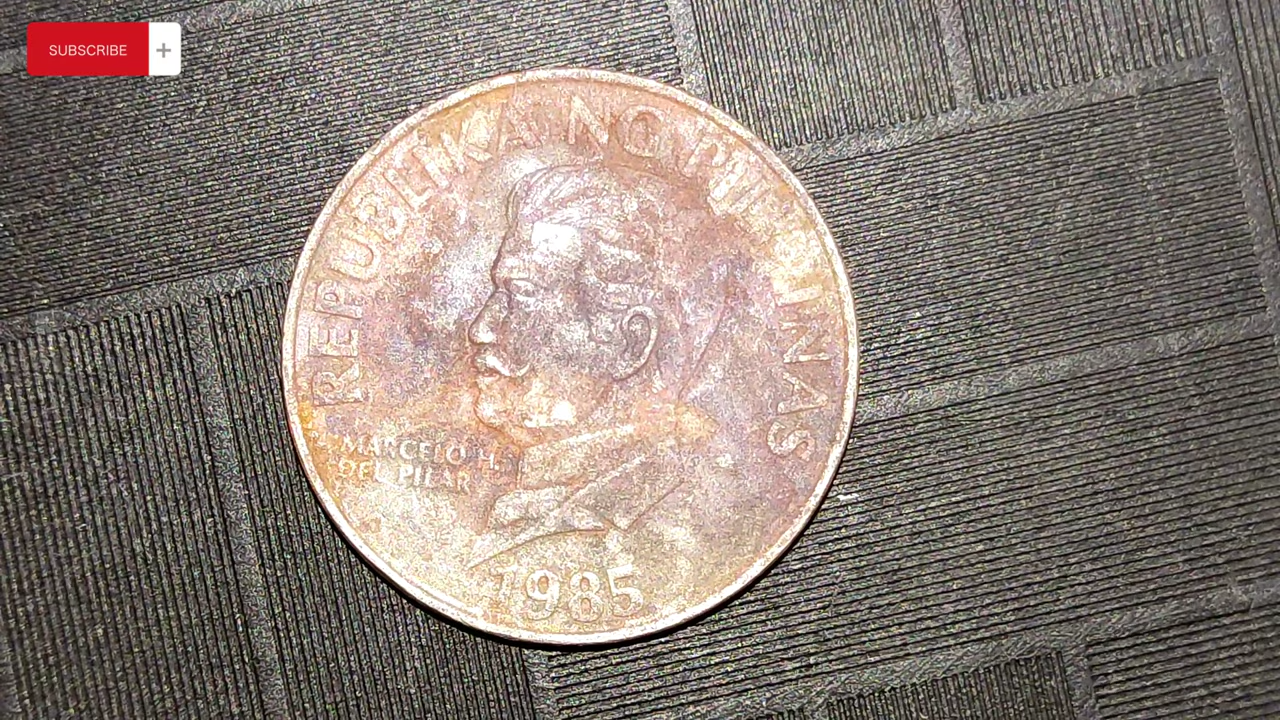 SUBSCRIBE +
REPUBLIKA NG PILIPINAS
MARCELO H.
DEL PILAR
1985